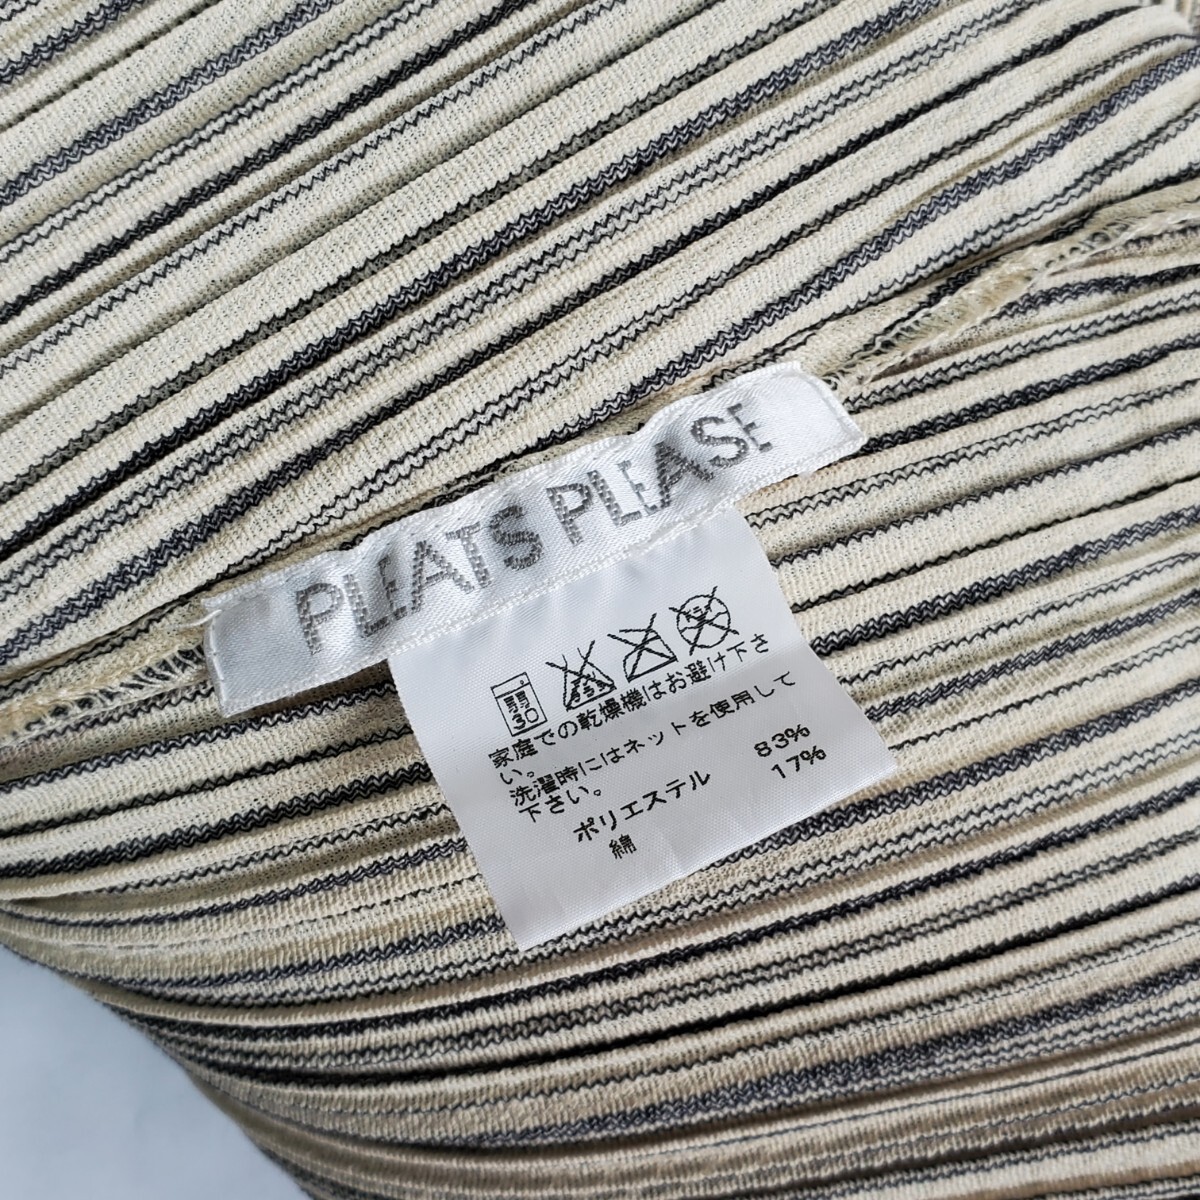 PLEATS PLEASE
弱
30
家庭での乾燥機はお避け下さ
い。
洗濯時にはネットを使用して
下さい。
ポリエステル 83%
綿 17%